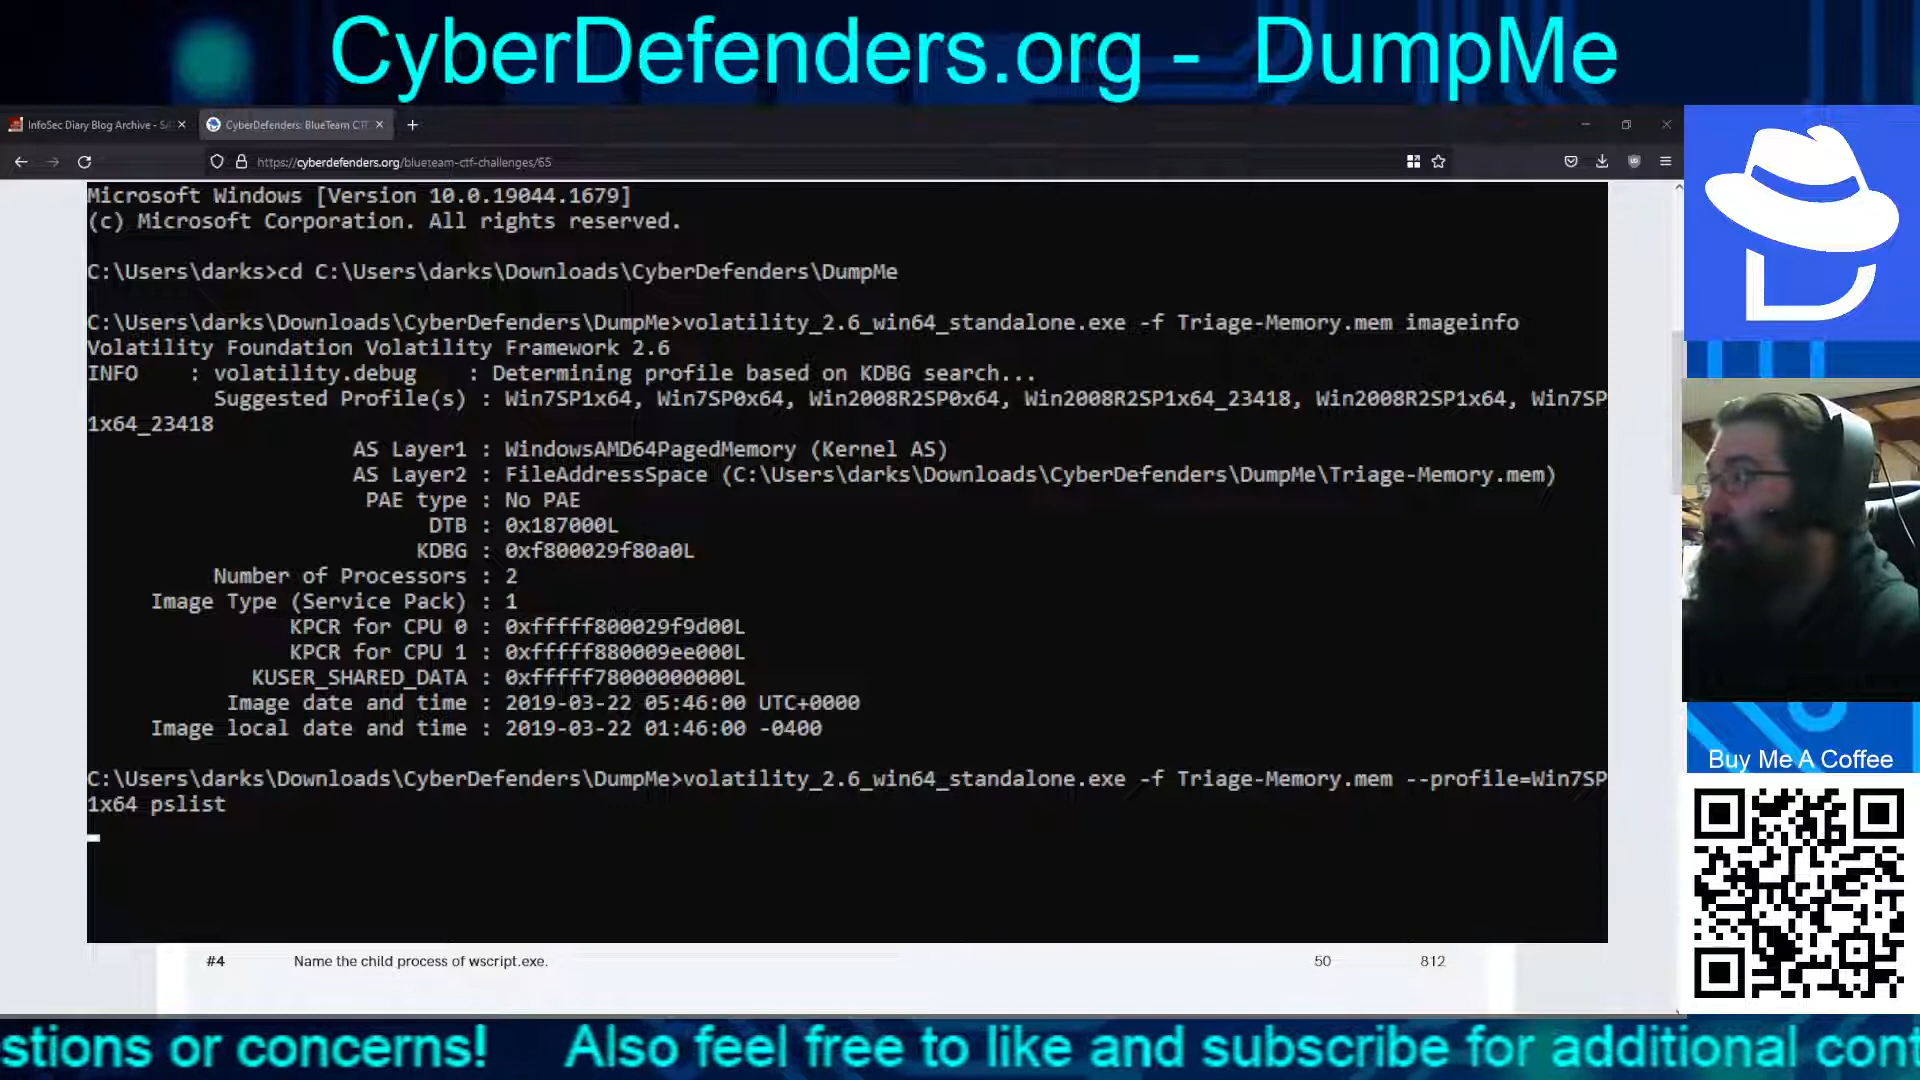 CyberDefenders.org - DumpMe
InfoSec Diary Blog Archive - SA
CyberDefenders: BlueTeam CTF
https://cyberdefenders.org/blueteam-ctf-challenges/65
Microsoft Windows [Version 10.0.19044.1679]
(c) Microsoft Corporation. All rights reserved.
C:\Users\darks>cd C:\Users\darks\Downloads\CyberDefenders\DumpMe
C:\Users\darks\Downloads\CyberDefenders\DumpMe>volatility_2.6_win64_standalone.exe -f Triage-Memory.mem imageinfo
Volatility Foundation Volatility Framework 2.6
INFO    : volatility.debug    : Determining profile based on KDBG search...
Suggested Profile(s) : Win7SP1x64, Win7SP0x64, Win2008R2SP0x64, Win2008R2SP1x64_23418, Win2008R2SP1x64, Win7SP
1x64_23418
AS Layer1 : WindowsAMD64PagedMemory (Kernel AS)
AS Layer2 : FileAddressSpace (C:\Users\darks\Downloads\CyberDefenders\DumpMe\Triage-Memory.mem)
PAE type : No PAE
DTB : 0x187000L
KDBG : 0xf800029f80a0L
Number of Processors : 2
Image Type (Service Pack) : 1
KPCR for CPU 0 : 0xfffff800029f9d00L
KPCR for CPU 1 : 0xfffff880009ee000L
KUSER_SHARED_DATA : 0xfffff78000000000L
Image date and time : 2019-03-22 05:46:00 UTC+0000
Image local date and time : 2019-03-22 01:46:00 -0400
C:\Users\darks\Downloads\CyberDefenders\DumpMe>volatility_2.6_win64_standalone.exe -f Triage-Memory.mem --profile=Win7SP
1x64 pslist
#4 Name the child process of wscript.exe. 50 812
Buy Me A Coffee
stions or concerns! Also feel free to like and subscribe for additional cont